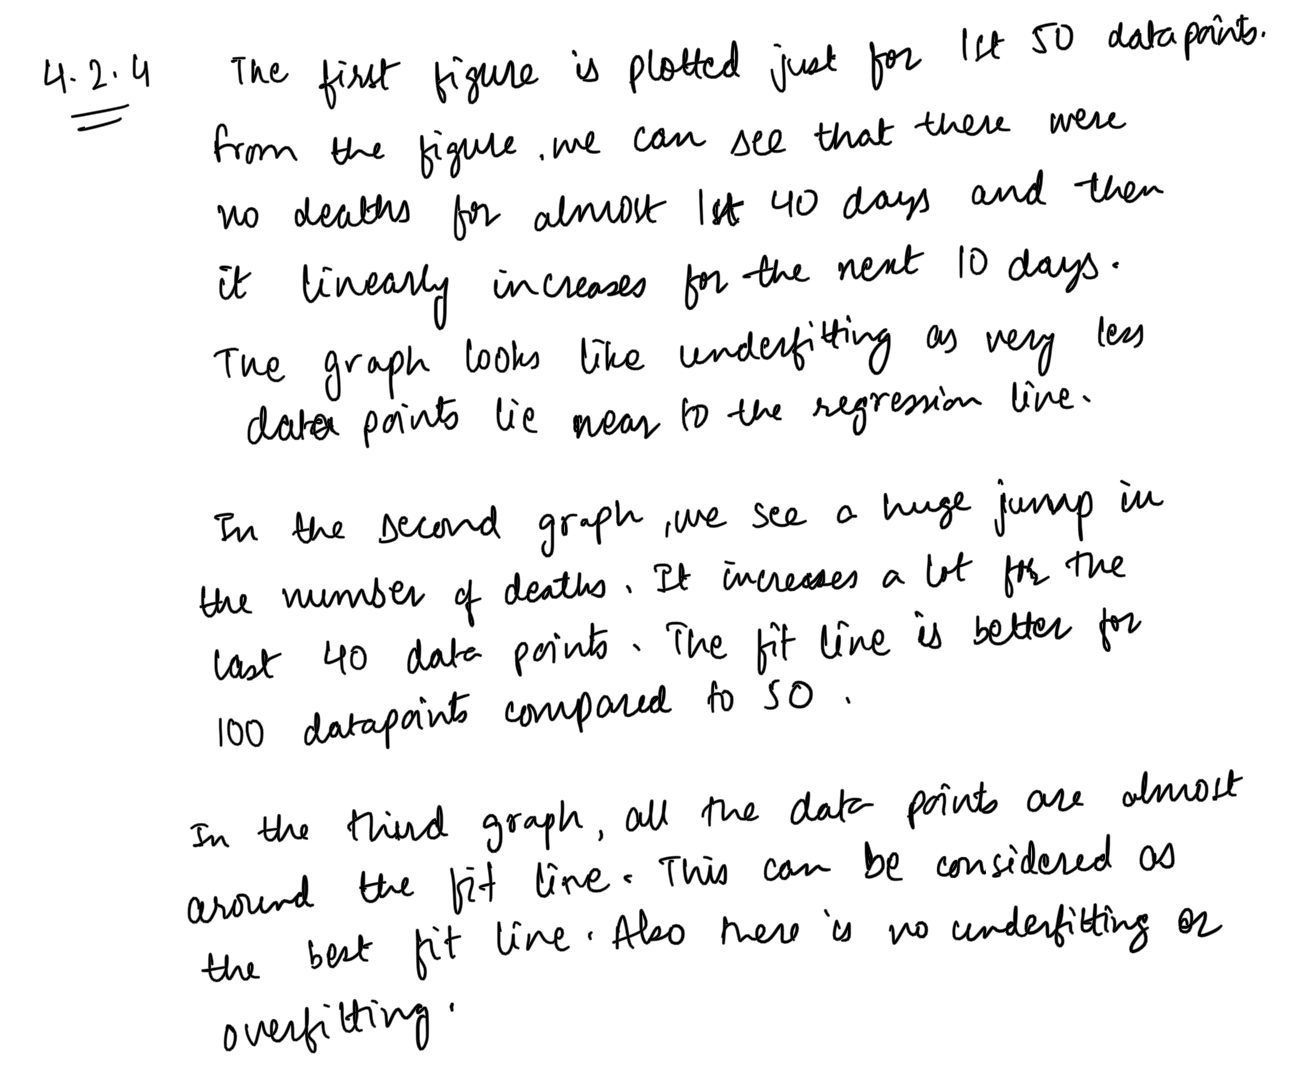 4.2.4 The first figure is plotted just for 1st 50 datapoints.
from the figure, we can see that there were
no deaths for almost 1st 40 days and then
it linearly increases for the next 10 days.
The graph looks like underfitting as very less
data points lie near to the regression line.
In the second graph, we see a huge jump in
the number of deaths. It increases a lot for the
last 40 data points. The fit line is better for
100 datapoints compared to 50.
In the third graph, all the data points are almost
around the fit line. This can be considered as
the best fit line. Also there is no underfitting or
overfitting.